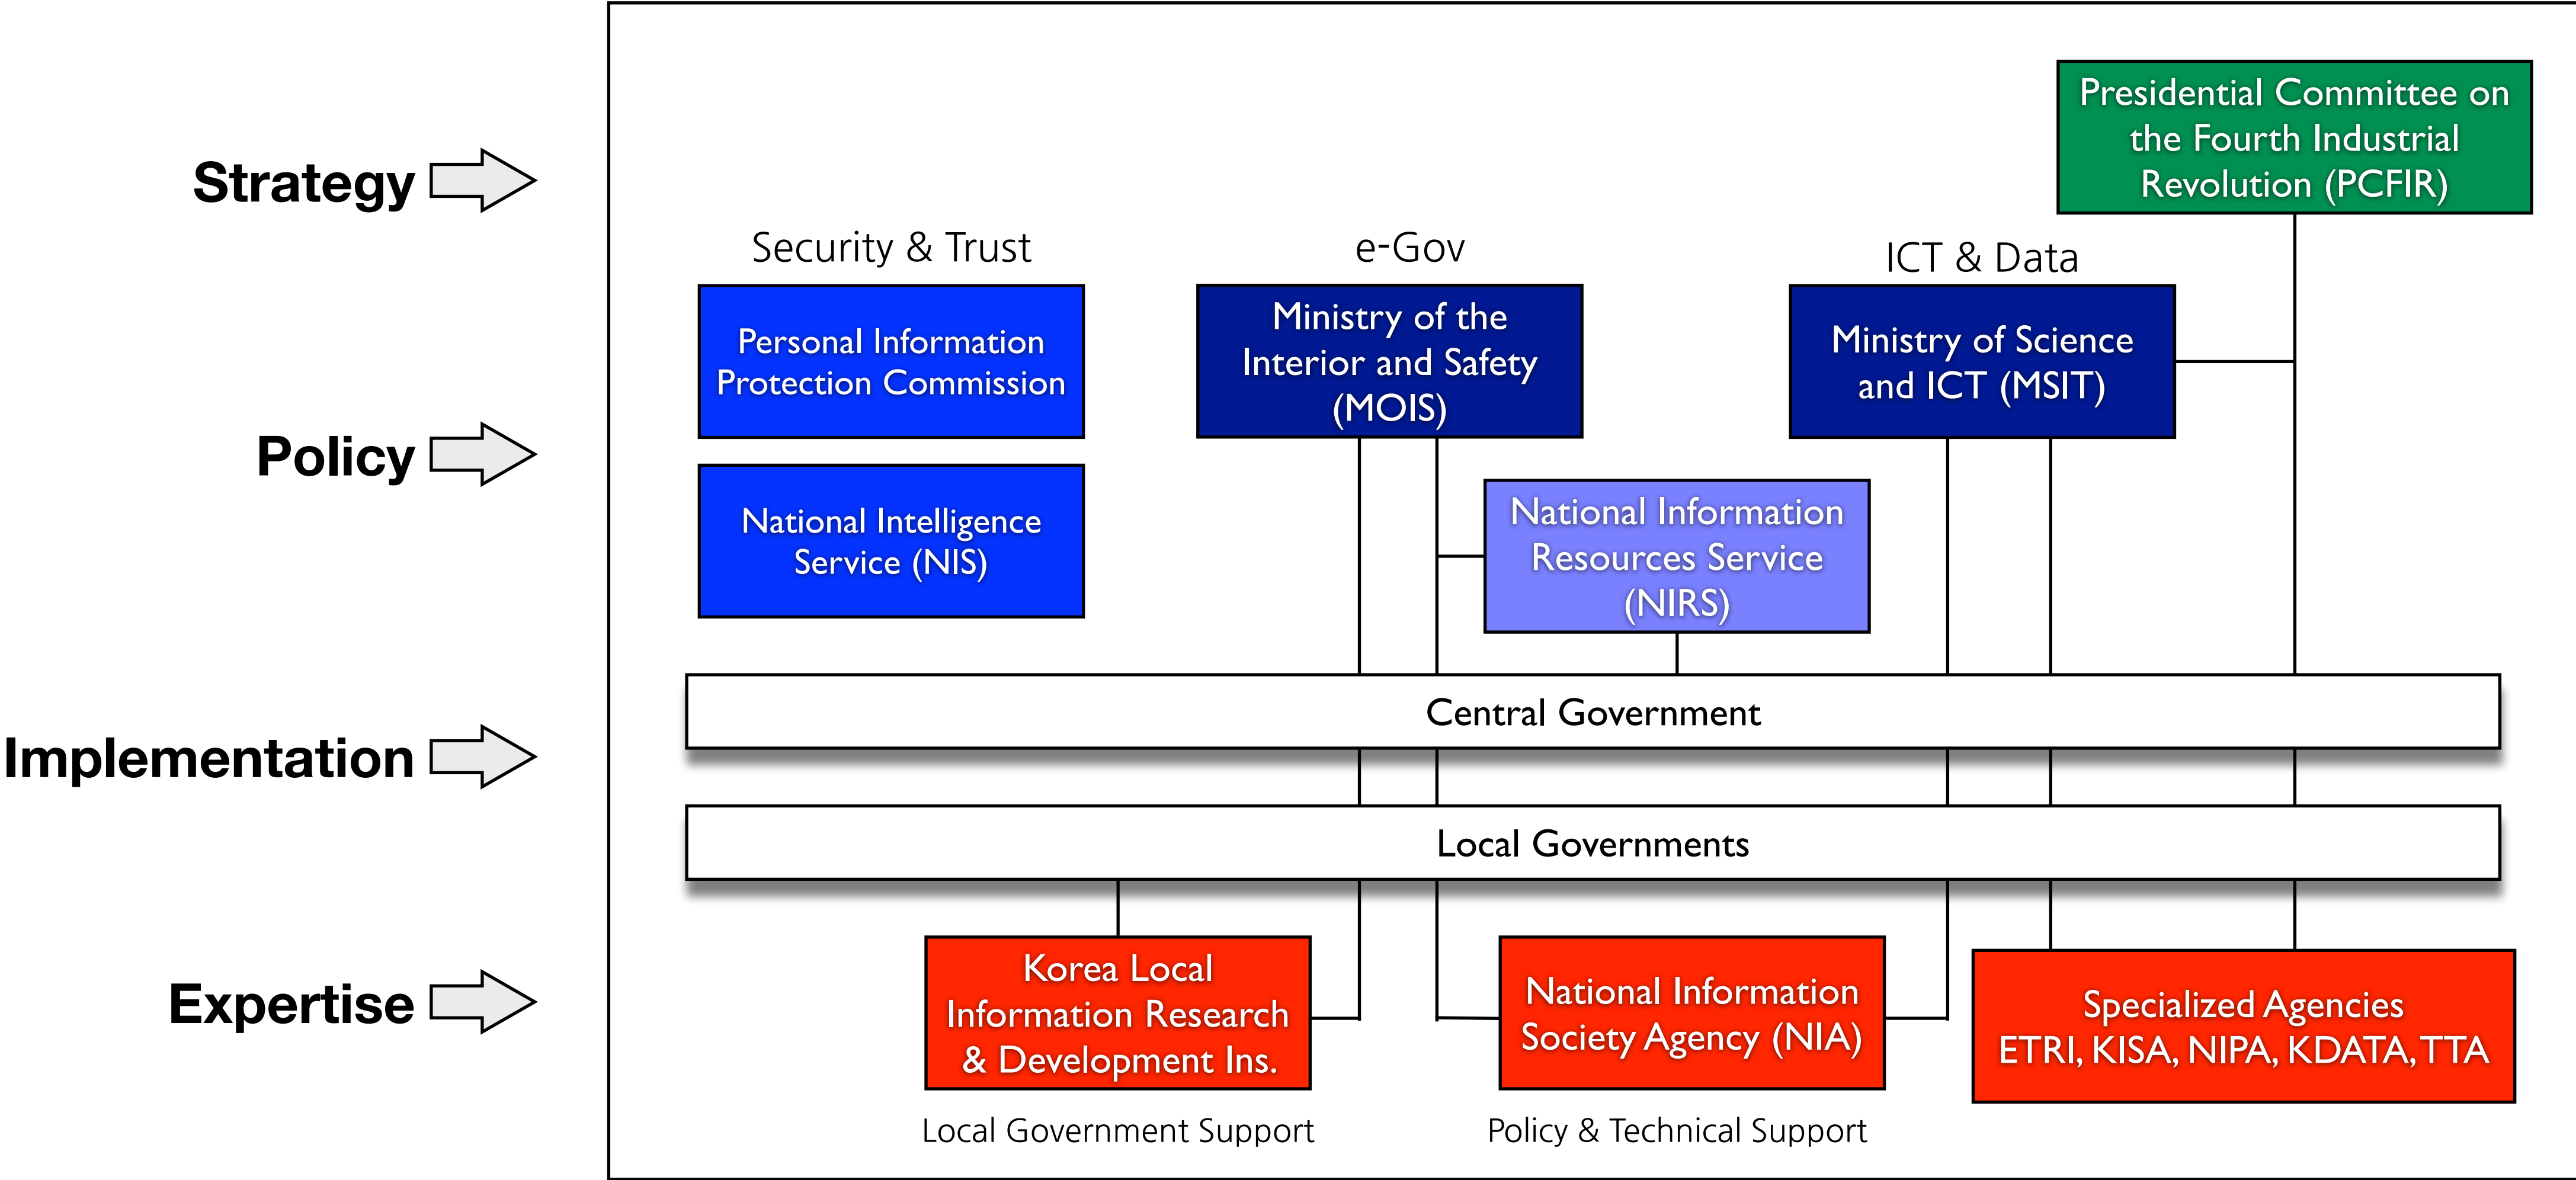 Strategy
Presidential Committee on
the Fourth Industrial
Revolution (PCFIR)
Security & Trust
e-Gov
ICT & Data
Policy
Personal Information
Protection Commission
Ministry of the
Interior and Safety
(MOIS)
Ministry of Science
and ICT (MSIT)
National Intelligence
Service (NIS)
National Information
Resources Service
(NIRS)
Implementation
Central Government
Local Governments
Expertise
Korea Local
Information Research
& Development Ins.
National Information
Society Agency (NIA)
Specialized Agencies
ETRI, KISA, NIPA, KDATA, TTA
Local Government Support
Policy & Technical Support